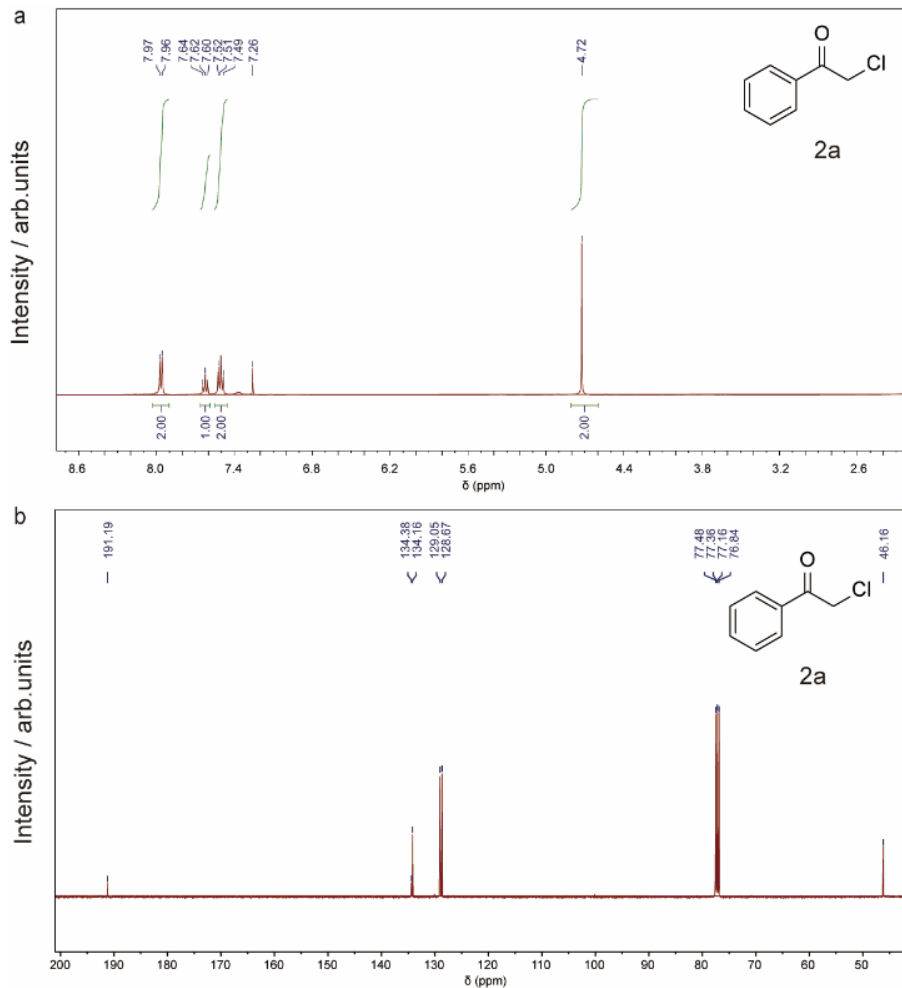 a
7.97
7.96
7.64
7.62
7.60
7.52
7.51
7.49
7.26
4.72
O
Cl
2a
Intensity / arb.units
2.00
1.00
2.00
2.00
8.6 8.0 7.4 6.8 6.2 5.6 5.0 4.4 3.8 3.2 2.6
δ (ppm)
b
191.19
134.38
134.16
129.05
128.67
77.48
77.36
77.16
76.84
46.16
O
Cl
2a
Intensity / arb.units
200 190 180 170 160 150 140 130 120 110 100 90 80 70 60 50
δ (ppm)